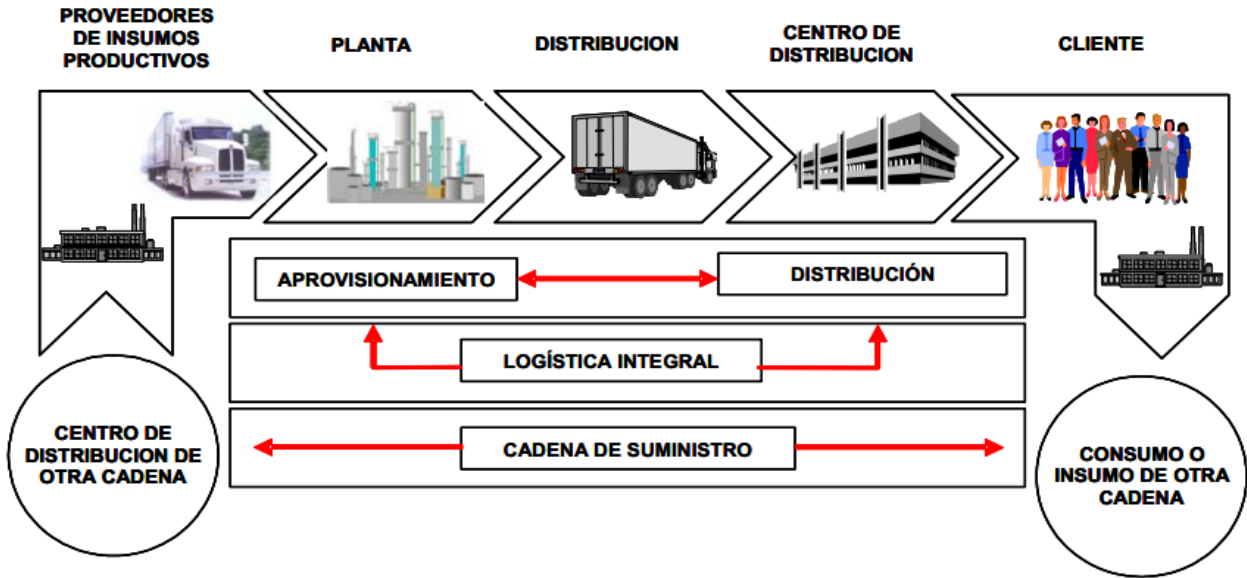 PROVEEDORES
DE INSUMOS
PRODUCTIVOS
PLANTA
DISTRIBUCION
CENTRO DE
DISTRIBUCION
CLIENTE
APROVISIONAMIENTO
DISTRIBUCIÓN
LOGÍSTICA INTEGRAL
CADENA DE SUMINISTRO
CENTRO DE
DISTRIBUCION DE
OTRA CADENA
CONSUMO O
INSUMO DE OTRA
CADENA